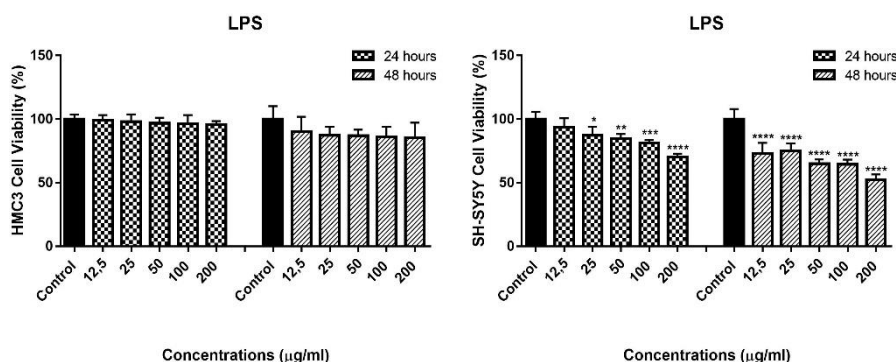 LPS
24 hours
48 hours
HMC3 Cell Viability (%)
150
100
50
0
Control
12,5
25
50
100
200
Control
12,5
25
50
100
200
Concentrations (µg/ml)
LPS
24 hours
48 hours
SH-SY5Y Cell Viability (%)
150
100
50
0
*
**
***
****
****
****
****
****
****
Control
12,5
25
50
100
200
Control
12,5
25
50
100
200
Concentrations (µg/ml)